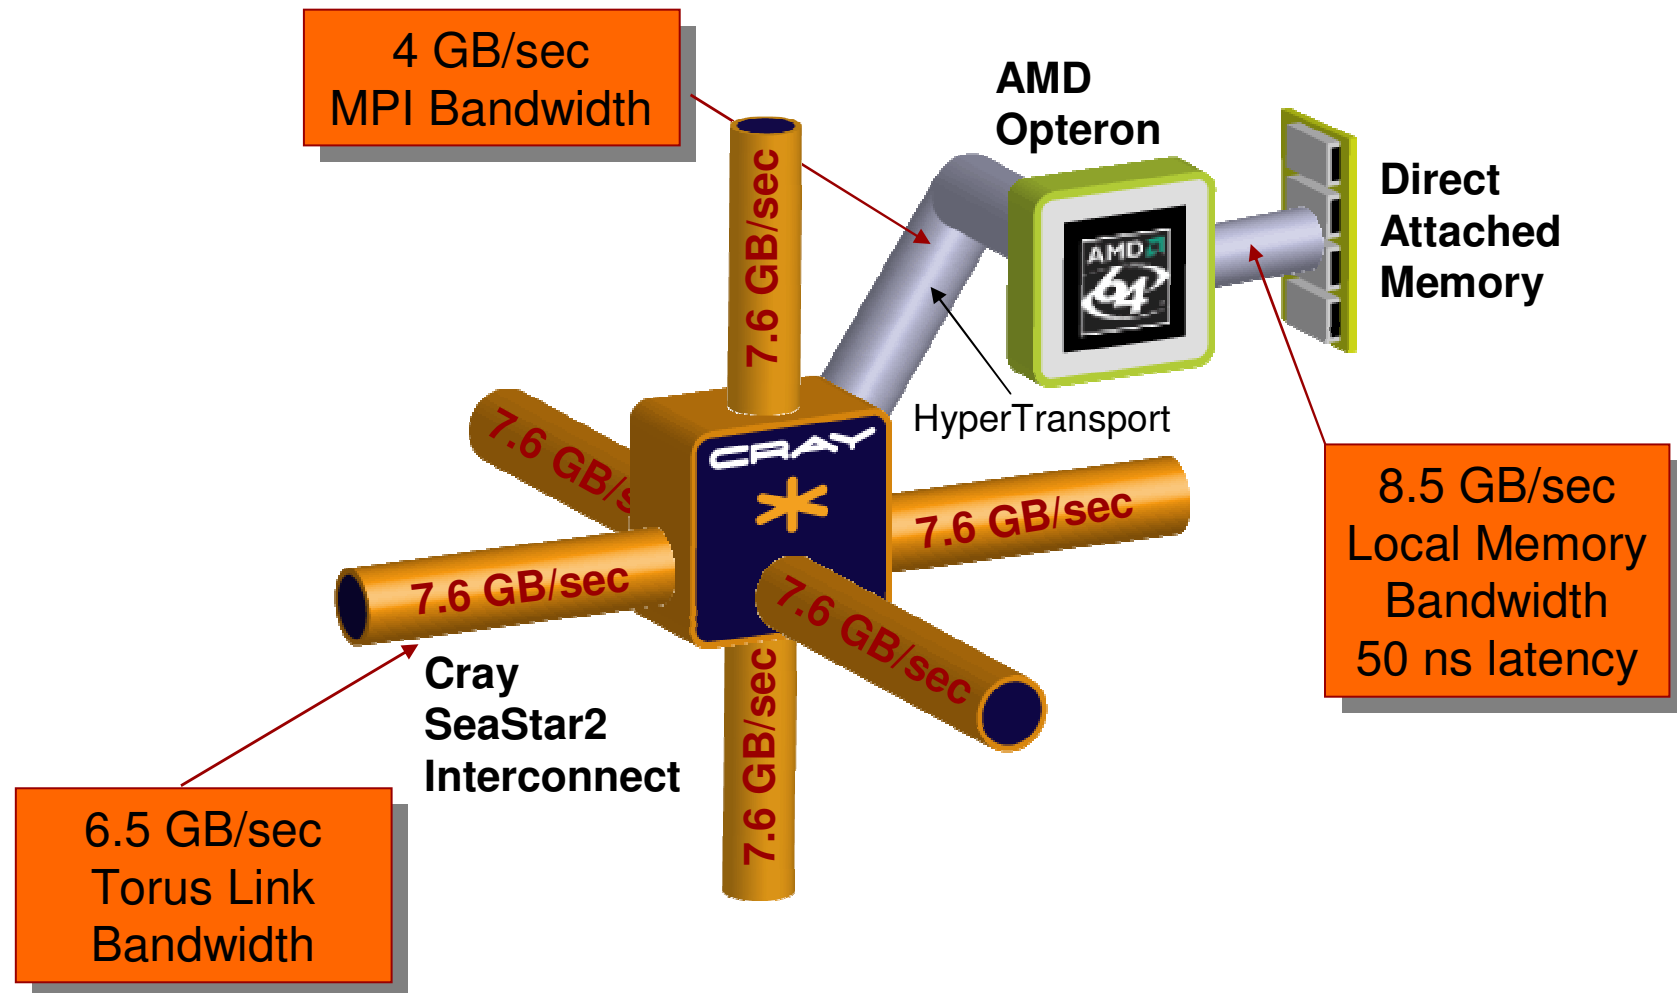 4 GB/sec
MPI Bandwidth
AMD
Opteron
Direct
Attached
Memory
AMD
64
7.6 GB/sec
HyperTransport
CRAY
7.6 GB/s
7.6 GB/sec
7.6 GB/sec
7.6 GB/sec
7.6 GB/sec
8.5 GB/sec
Local Memory
Bandwidth
50 ns latency
Cray
SeaStar2
Interconnect
6.5 GB/sec
Torus Link
Bandwidth